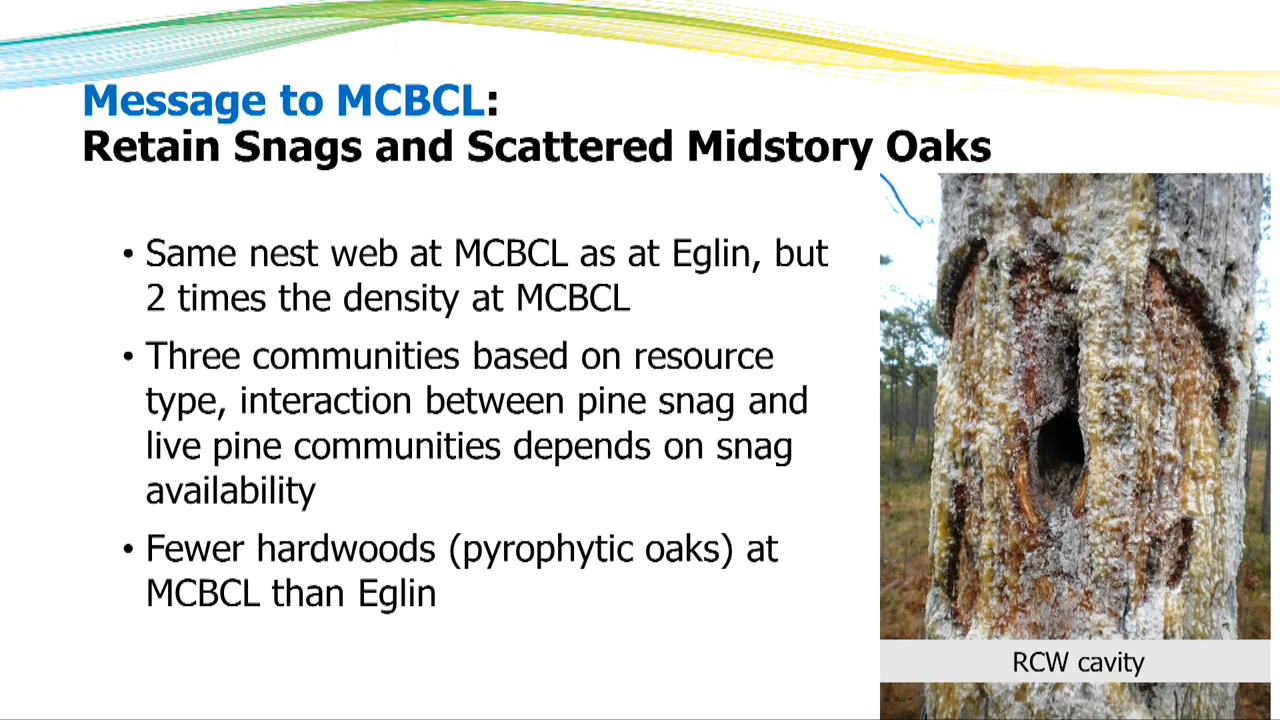 Message to MCBCL:
Retain Snags and Scattered Midstory Oaks
• Same nest web at MCBCL as at Eglin, but
2 times the density at MCBCL
• Three communities based on resource
type, interaction between pine snag and
live pine communities depends on snag
availability
• Fewer hardwoods (pyrophytic oaks) at
MCBCL than Eglin
RCW cavity